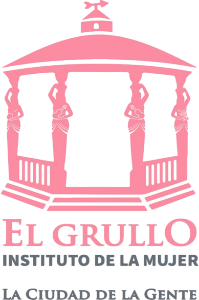 EL GRULLO
INSTITUTO DE LA MUJER
LA CIUDAD DE LA GENTE